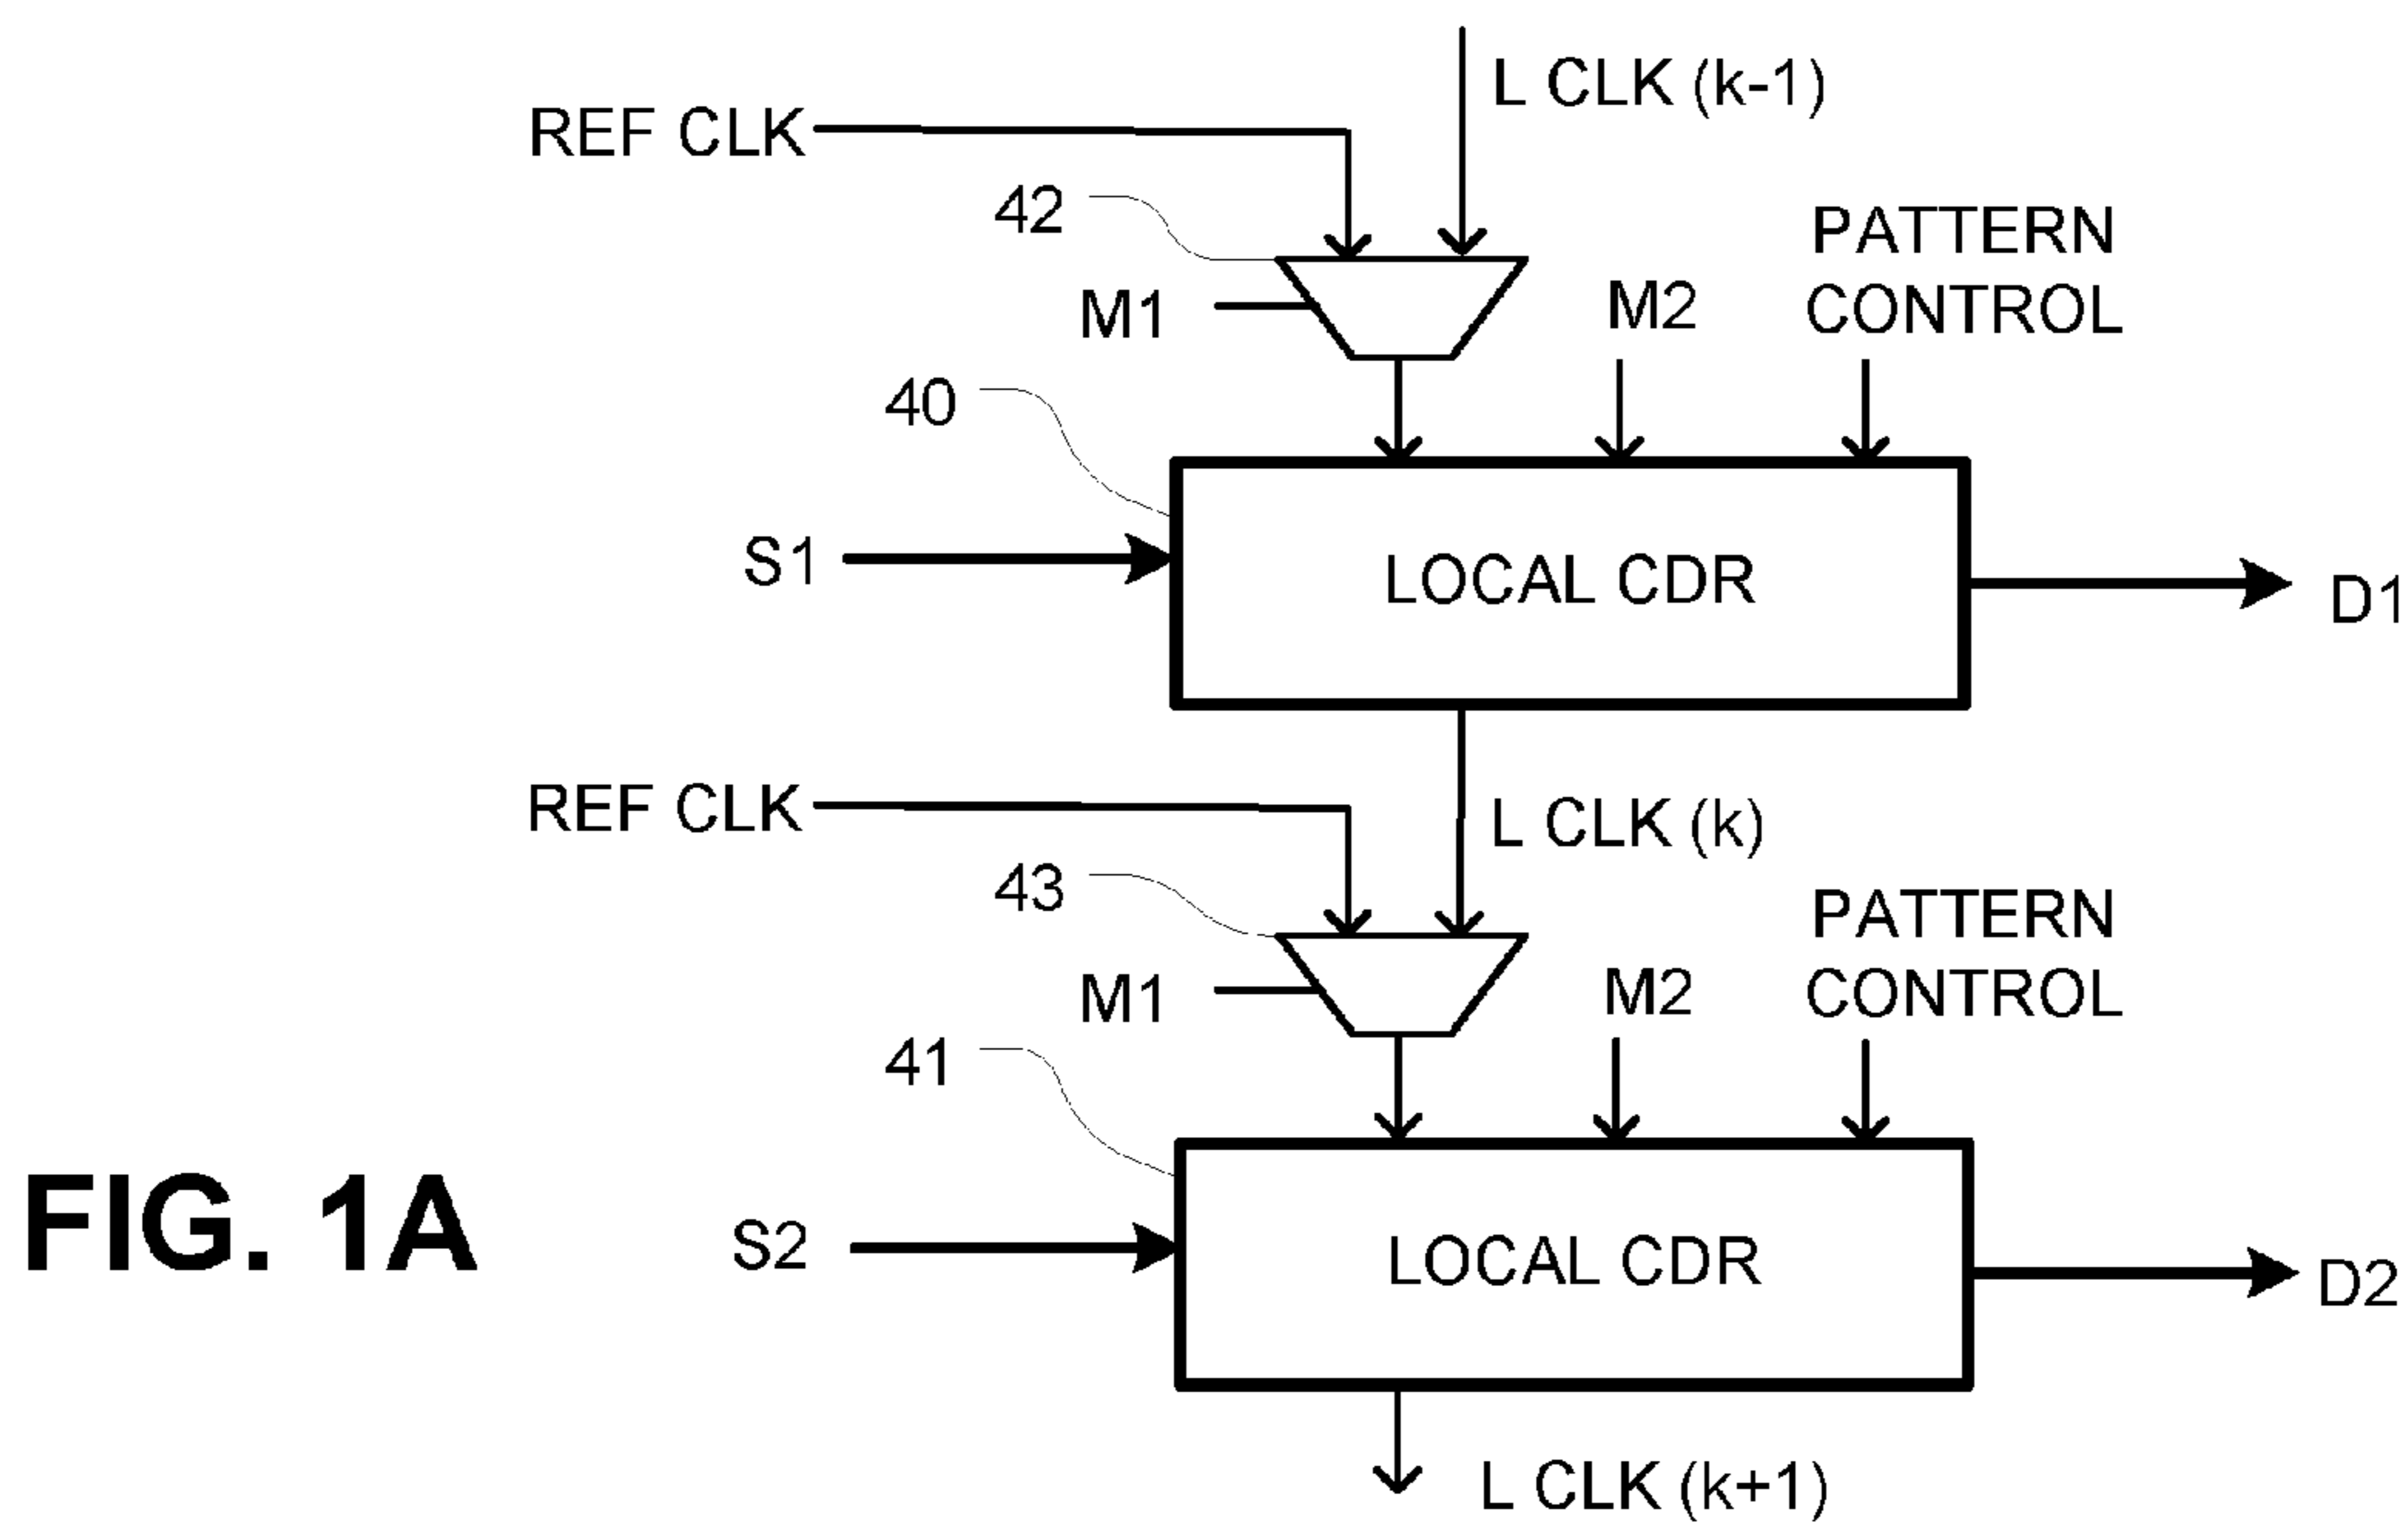 L CLK (k-1)
REF CLK
42
PATTERN
CONTROL
M1
M2
40
S1
LOCAL CDR
D1
REF CLK
L CLK (k)
43
PATTERN
CONTROL
M1
M2
41
S2
LOCAL CDR
D2
L CLK (k+1)
FIG. 1A